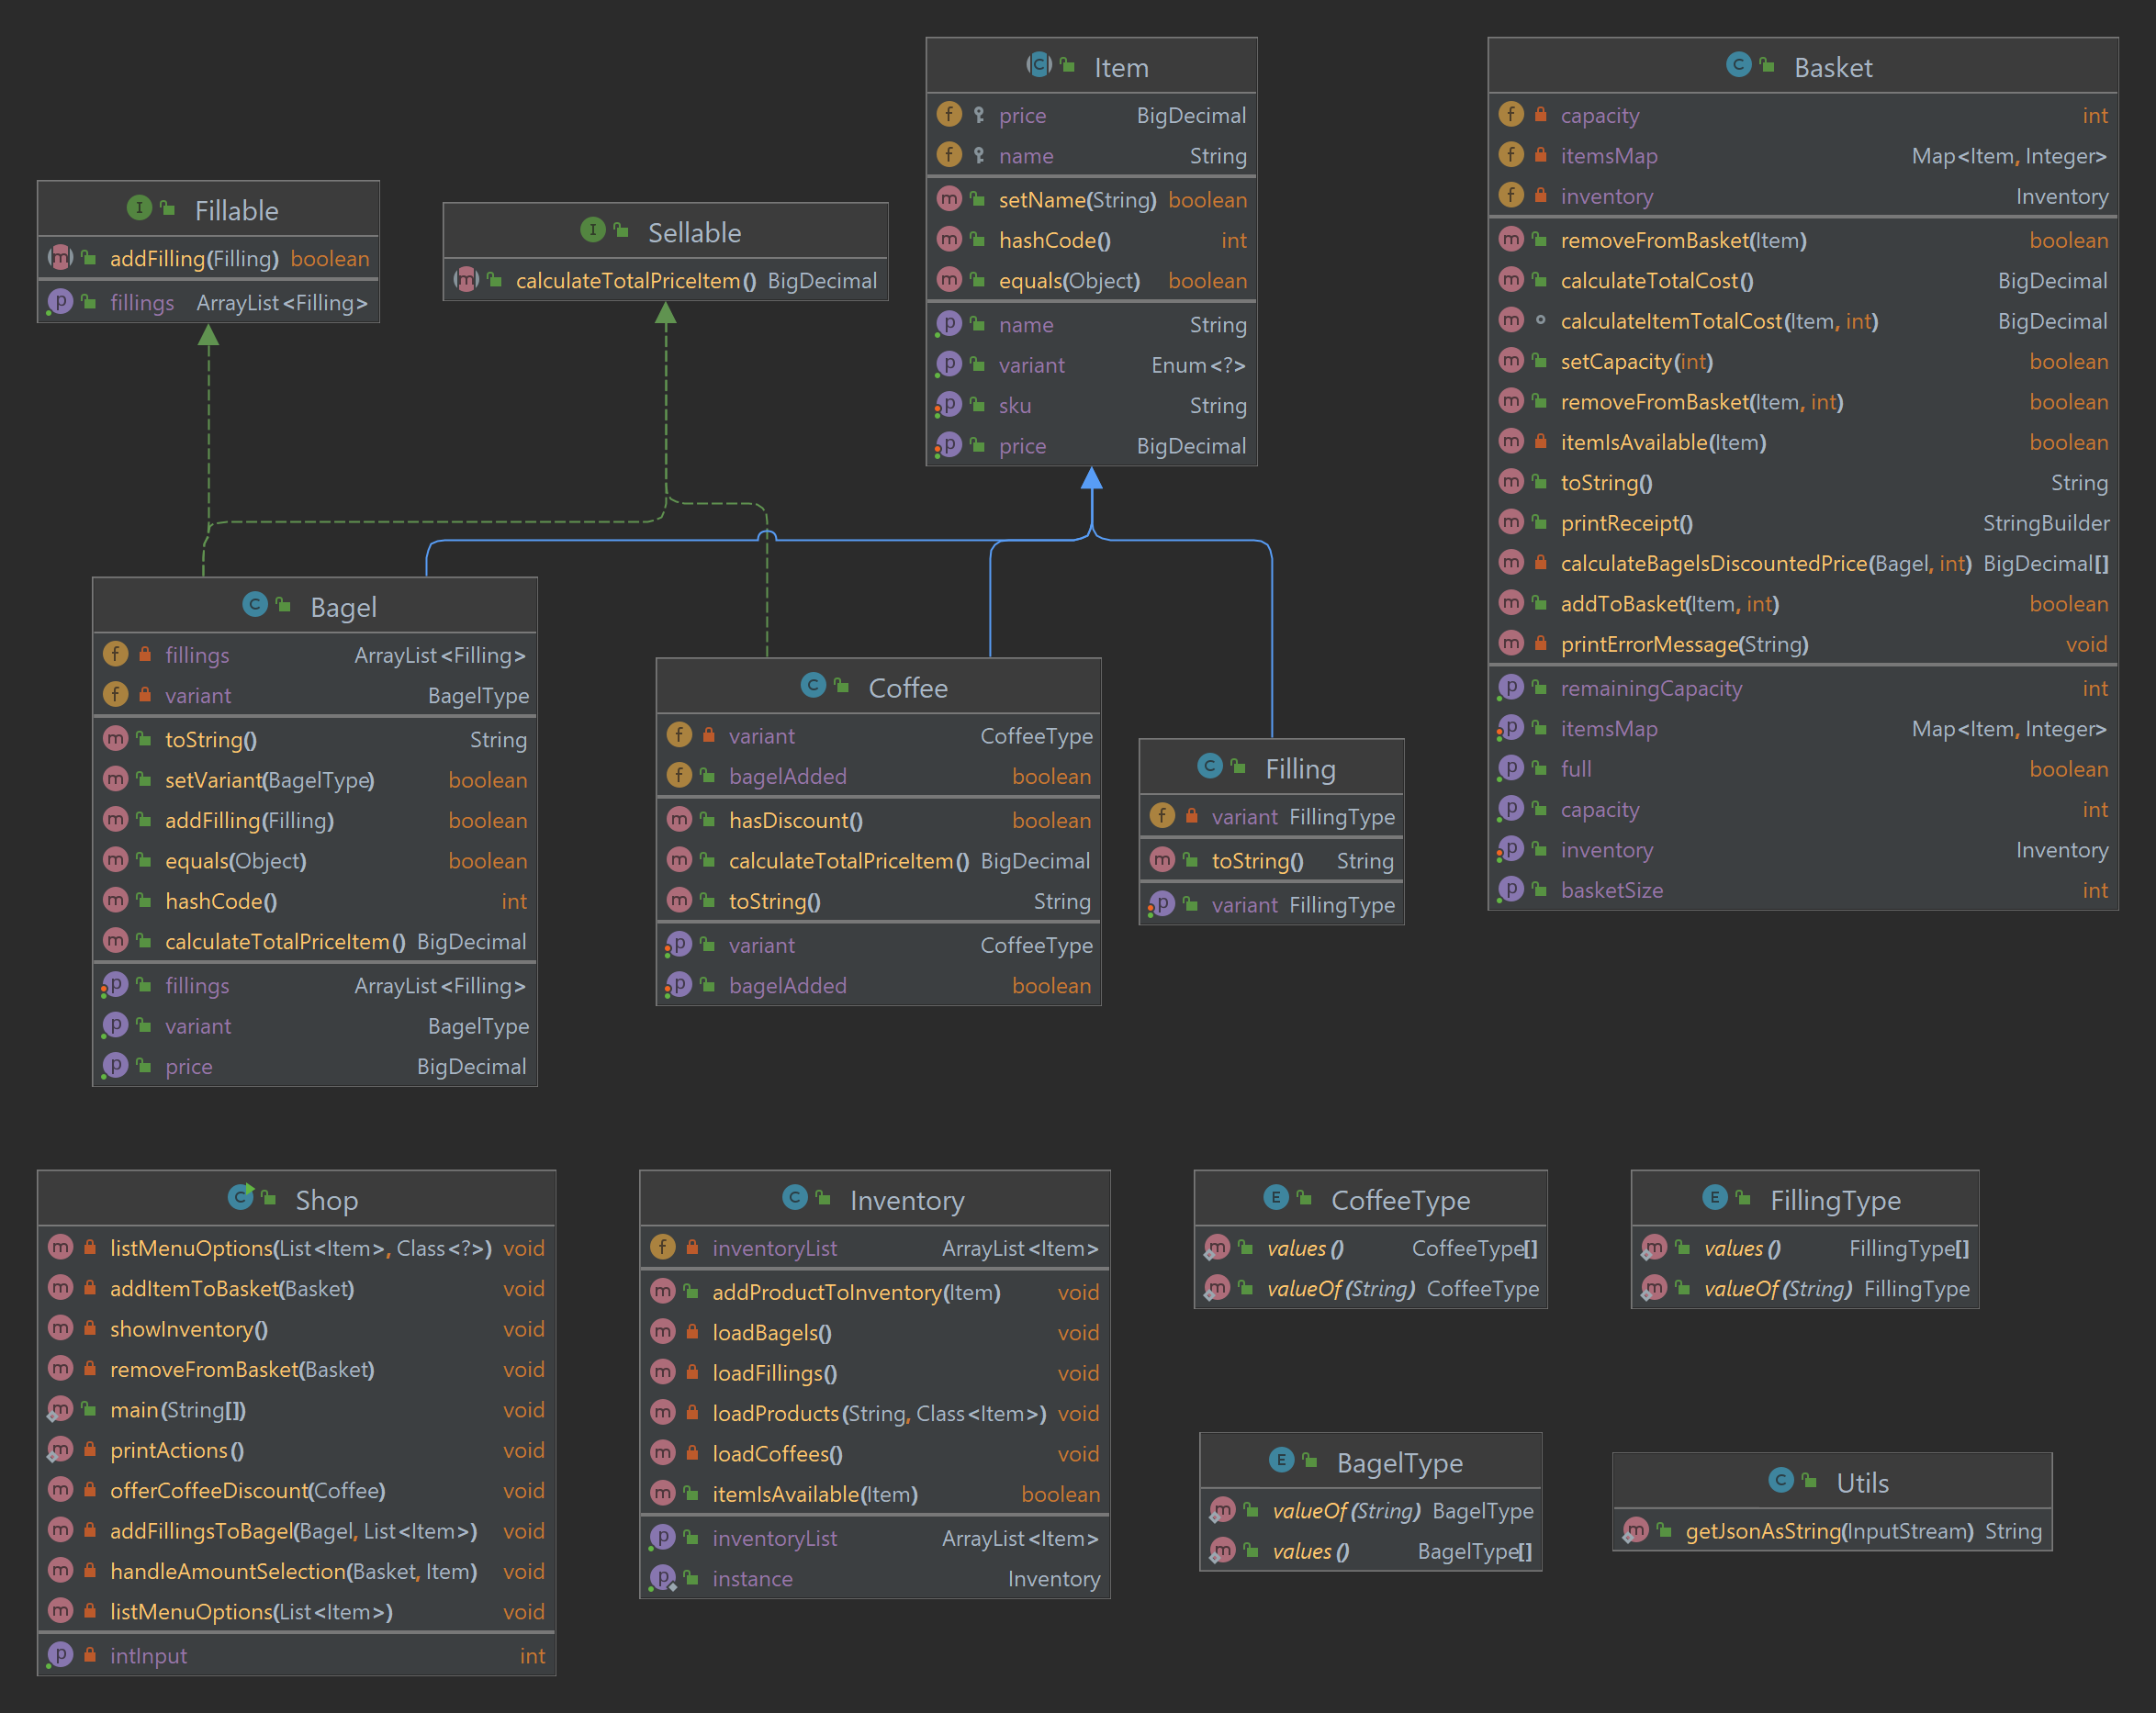 Fillable
addFilling(Filling) boolean
fillings ArrayList<Filling>
Sellable
calculateTotalPriceItem() BigDecimal
Item
price BigDecimal
name String
setName(String) boolean
hashCode() int
equals(Object) boolean
name String
variant Enum<?>
sku String
price BigDecimal
Basket
capacity int
itemsMap Map<Item, Integer>
inventory Inventory
removeFromBasket(Item) boolean
calculateTotalCost() BigDecimal
calculateItemTotalCost(Item, int) BigDecimal
setCapacity(int) boolean
removeFromBasket(Item, int) boolean
itemIsAvailable(Item) boolean
toString() String
printReceipt() StringBuilder
calculateBagelsDiscountedPrice(Bagel, int) BigDecimal[]
addToBasket(Item, int) boolean
printErrorMessage(String) void
remainingCapacity int
itemsMap Map<Item, Integer>
full boolean
capacity int
inventory Inventory
basketSize int
Bagel
fillings ArrayList<Filling>
variant BagelType
toString() String
setVariant(BagelType) boolean
addFilling(Filling) boolean
equals(Object) boolean
hashCode() int
calculateTotalPriceItem() BigDecimal
fillings ArrayList<Filling>
variant BagelType
price BigDecimal
Coffee
variant CoffeeType
bagelAdded boolean
hasDiscount() boolean
calculateTotalPriceItem() BigDecimal
toString() String
variant CoffeeType
bagelAdded boolean
Filling
variant FillingType
toString() String
variant FillingType
Shop
listMenuOptions(List<Item>, Class<?>) void
addItemToBasket(Basket) void
showInventory() void
removeFromBasket(Basket) void
main(String[]) void
printActions() void
offerCoffeeDiscount(Coffee) void
addFillingsToBagel(Bagel, List<Item>) void
handleAmountSelection(Basket, Item) void
listMenuOptions(List<Item>) void
intInput int
Inventory
inventoryList ArrayList<Item>
addProductToInventory(Item) void
loadBagels() void
loadFillings() void
loadProducts(String, Class<Item>) void
loadCoffees() void
itemIsAvailable(Item) boolean
inventoryList ArrayList<Item>
instance Inventory
CoffeeType
values() CoffeeType[]
valueOf(String) CoffeeType
FillingType
values() FillingType[]
valueOf(String) FillingType
BagelType
valueOf(String) BagelType
values() BagelType[]
Utils
getJsonAsString(InputStream) String